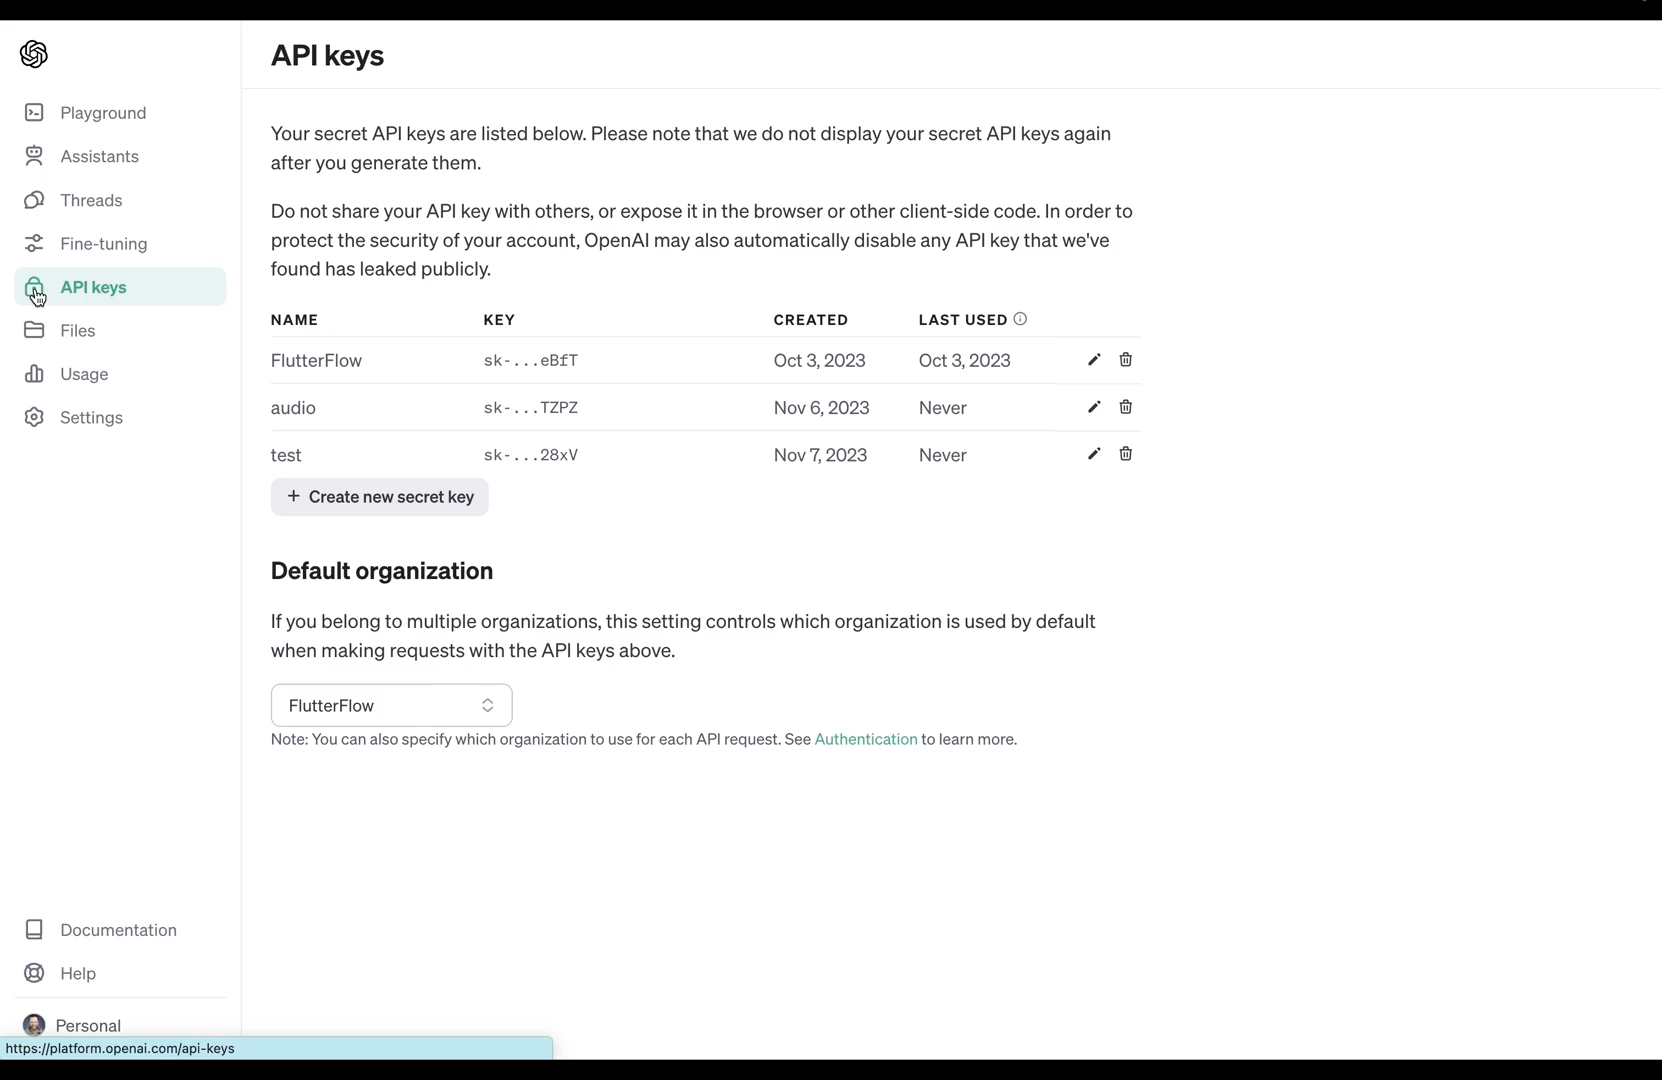 API keys
Playground
Assistants
Threads
Fine-tuning
API keys
Files
Usage
Settings
Your secret API keys are listed below. Please note that we do not display your secret API keys again
after you generate them.
Do not share your API key with others, or expose it in the browser or other client-side code. In order to
protect the security of your account, OpenAI may also automatically disable any API key that we've
found has leaked publicly.
NAME KEY CREATED LAST USED
FlutterFlow sk-...eBfT Oct 3, 2023 Oct 3, 2023
audio sk-...TZPZ Nov 6, 2023 Never
test sk-...28xV Nov 7, 2023 Never
+ Create new secret key
Default organization
If you belong to multiple organizations, this setting controls which organization is used by default
when making requests with the API keys above.
FlutterFlow
Note: You can also specify which organization to use for each API request. See Authentication to learn more.
Documentation
Help
Personal
https://platform.openai.com/api-keys